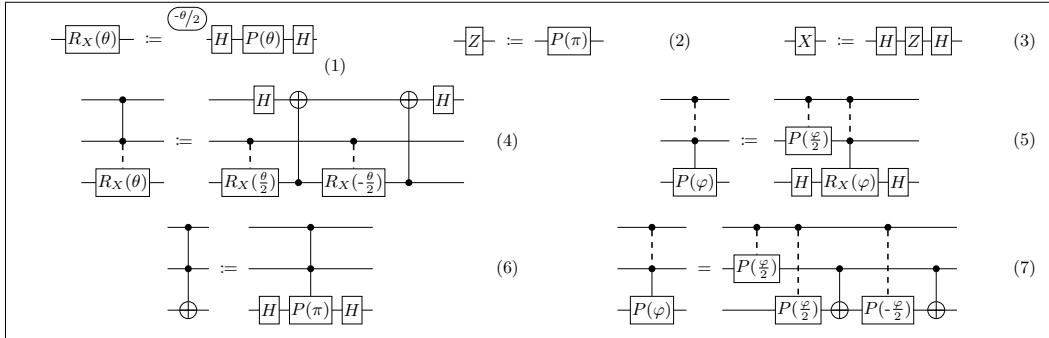 R_X(θ) := -θ/2 H P(θ) H (1)
Z := P(π) (2)
X := H Z H (3)
R_X(θ) := H R_X(θ/2) R_X(-θ/2) H (4)
P(φ) := P(φ/2) H R_X(φ) H (5)
:= H P(π) H (6)
P(φ) = P(φ/2) P(φ/2) P(-φ/2) (7)